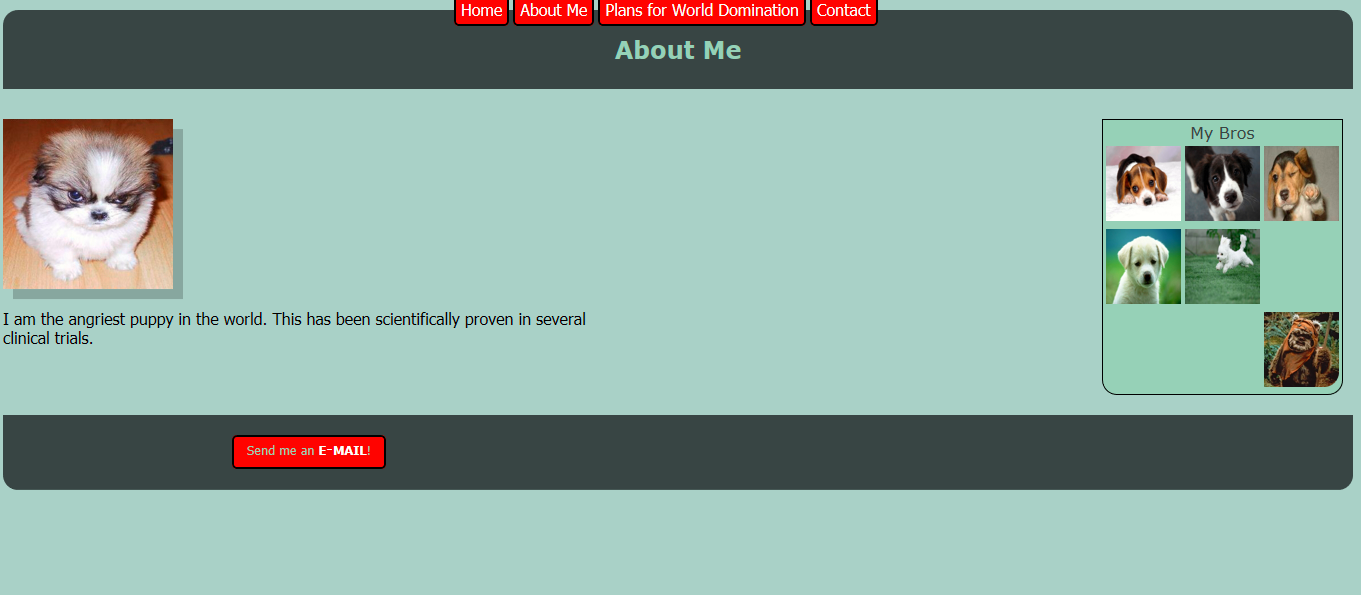 Home About Me Plans for World Domination Contact
About Me
My Bros
I am the angriest puppy in the world. This has been scientifically proven in several
clinical trials.
Send me an E-MAIL!